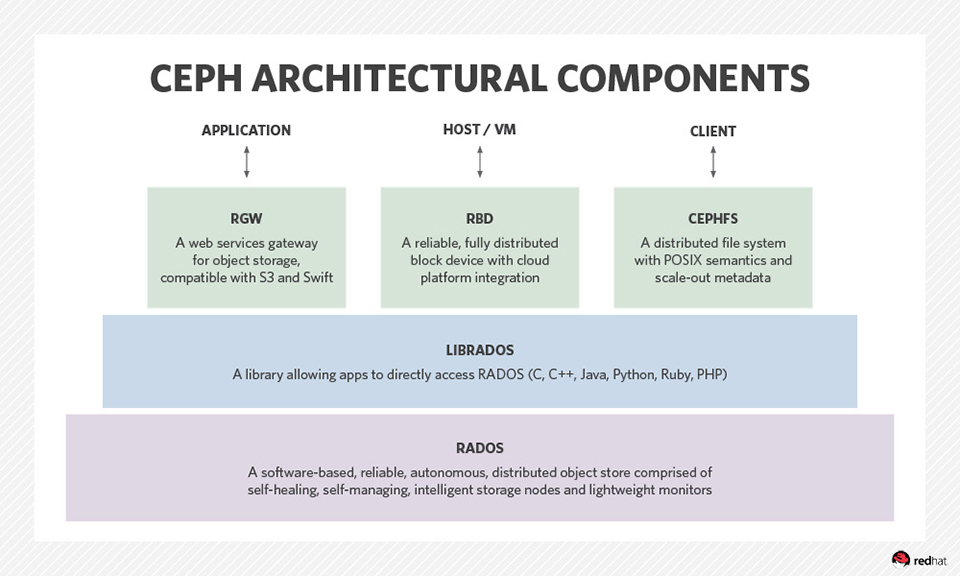 CEPH ARCHITECTURAL COMPONENTS
APPLICATION
HOST / VM
CLIENT
RGW
A web services gateway
for object storage,
compatible with S3 and Swift
RBD
A reliable, fully distributed
block device with cloud
platform integration
CEPHFS
A distributed file system
with POSIX semantics and
scale-out metadata
LIBRADOS
A library allowing apps to directly access RADOS (C, C++, Java, Python, Ruby, PHP)
RADOS
A software-based, reliable, autonomous, distributed object store comprised of
self-healing, self-managing, intelligent storage nodes and lightweight monitors
redhat